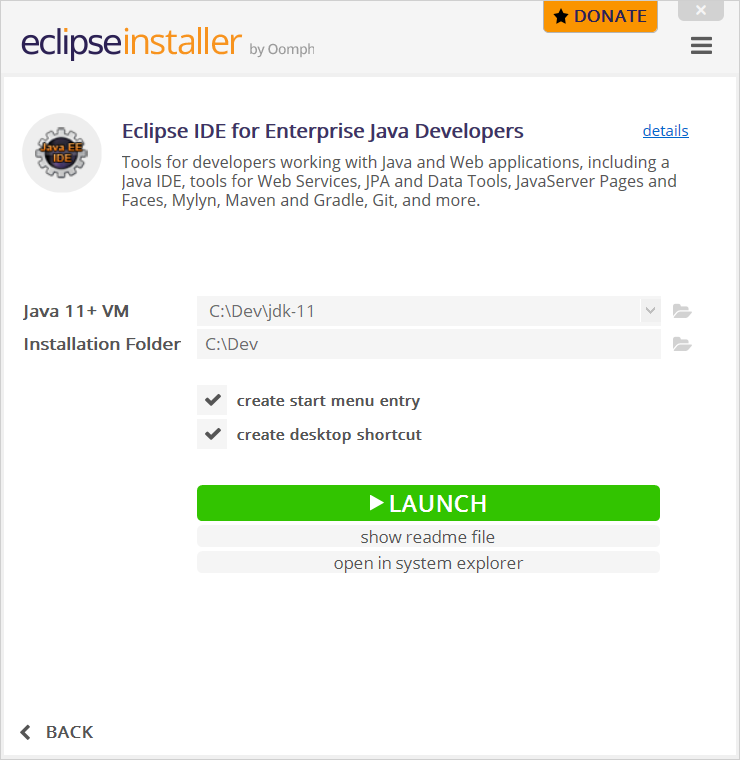 DONATE
eclipseinstaller by Oomph
Java EE
IDE
Eclipse IDE for Enterprise Java Developers
details
Tools for developers working with Java and Web applications, including a
Java IDE, tools for Web Services, JPA and Data Tools, JavaServer Pages and
Faces, Mylyn, Maven and Gradle, Git, and more.
Java 11+ VM
C:\Dev\jdk-11
Installation Folder
C:\Dev
create start menu entry
create desktop shortcut
LAUNCH
show readme file
open in system explorer
BACK